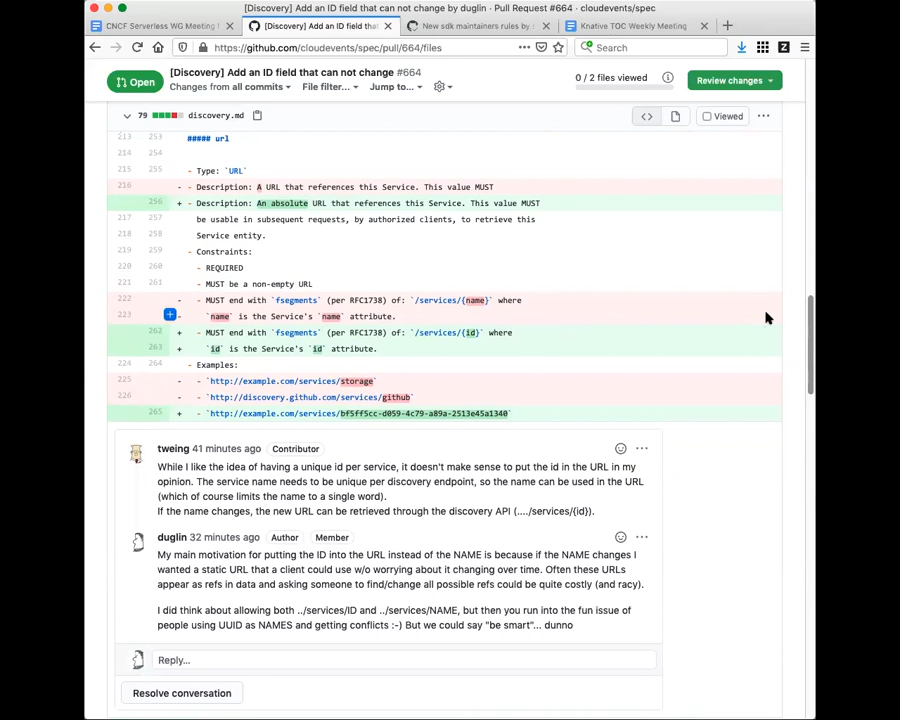 [Discovery] Add an ID field that can not change by duglin · Pull Request #664 · cloudevents/spec
CNCF Serverless WG Meeting
[Discovery] Add an ID field that
New sdk maintainers rules by
Knative TOC Weekly Meeting
https://github.com/cloudevents/spec/pull/664/files
Search
Open
[Discovery] Add an ID field that can not change #664
Changes from all commits
File filter...
Jump to...
0 / 2 files viewed
Review changes
79
discovery.md
Viewed
213 253 ##### url
214 254
215 255 - Type: `URL`
216 - - Description: A URL that references this Service. This value MUST
256 + - Description: An absolute URL that references this Service. This value MUST
217 257 be usable in subsequent requests, by authorized clients, to retrieve this
218 258 Service entity.
219 259 - Constraints:
220 260 - REQUIRED
221 261 - MUST be a non-empty URL
222 - - MUST end with `fsegments` (per RFC1738) of: `/services/{name}` where
223 - `name` is the Service's `name` attribute.
262 + - MUST end with `fsegments` (per RFC1738) of: `/services/{id}` where
263 + `id` is the Service's `id` attribute.
224 264 - Examples:
225 - - `http://example.com/services/storage`
226 - - `http://discovery.github.com/services/github`
265 + - `http://example.com/services/bf5ff5cc-d059-4c79-a89a-2513e45a1340`
tweing 41 minutes ago Contributor
While I like the idea of having a unique id per service, it doesn't make sense to put the id in the URL in my
opinion. The service name needs to be unique per discovery endpoint, so the name can be used in the URL
(which of course limits the name to a single word).
If the name changes, the new URL can be retrieved through the discovery API (..../services/{id}).
duglin 32 minutes ago Author Member
My main motivation for putting the ID into the URL instead of the NAME is because if the NAME changes I
wanted a static URL that a client could use w/o worrying about it changing over time. Often these URLs
appear as refs in data and asking someone to find/change all possible refs could be quite costly (and racy).
I did think about allowing both ../services/ID and ../services/NAME, but then you run into the fun issue of
people using UUID as NAMES and getting conflicts :-) But we could say "be smart"... dunno
Reply...
Resolve conversation